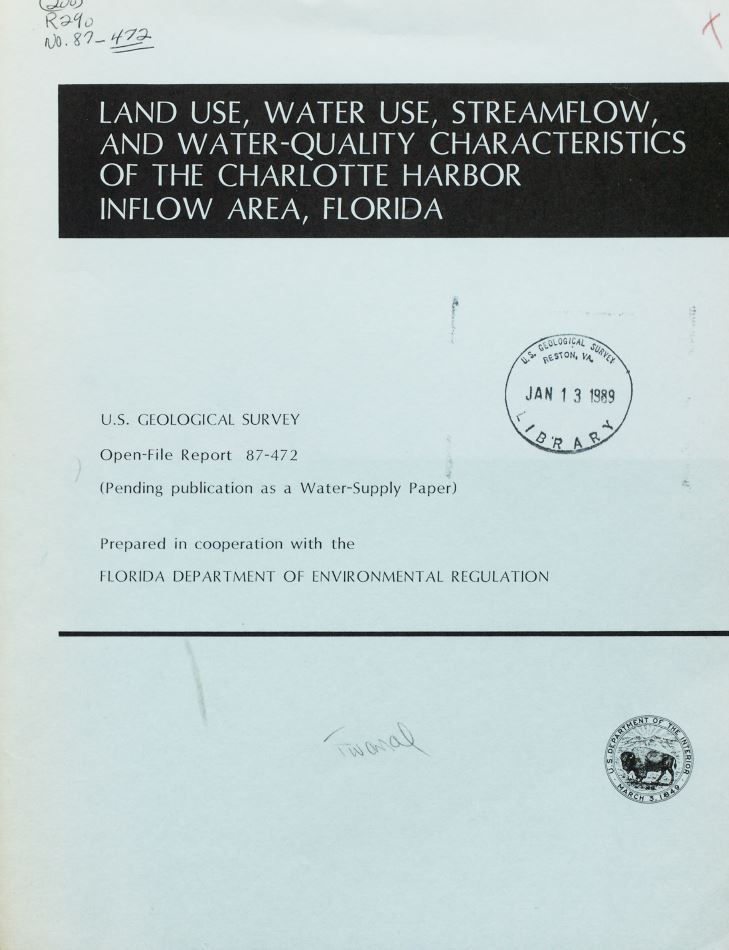 (200)
R290
No. 87-472
LAND USE, WATER USE, STREAMFLOW,
AND WATER-QUALITY CHARACTERISTICS
OF THE CHARLOTTE HARBOR
INFLOW AREA, FLORIDA
U.S. GEOLOGICAL SURVEY
RESTON, VA.
JAN 13 1989
LIBRARY
U.S. GEOLOGICAL SURVEY
Open-File Report 87-472
(Pending publication as a Water-Supply Paper)
Prepared in cooperation with the
FLORIDA DEPARTMENT OF ENVIRONMENTAL REGULATION
U.S. DEPARTMENT OF THE INTERIOR
MARCH 3, 1849